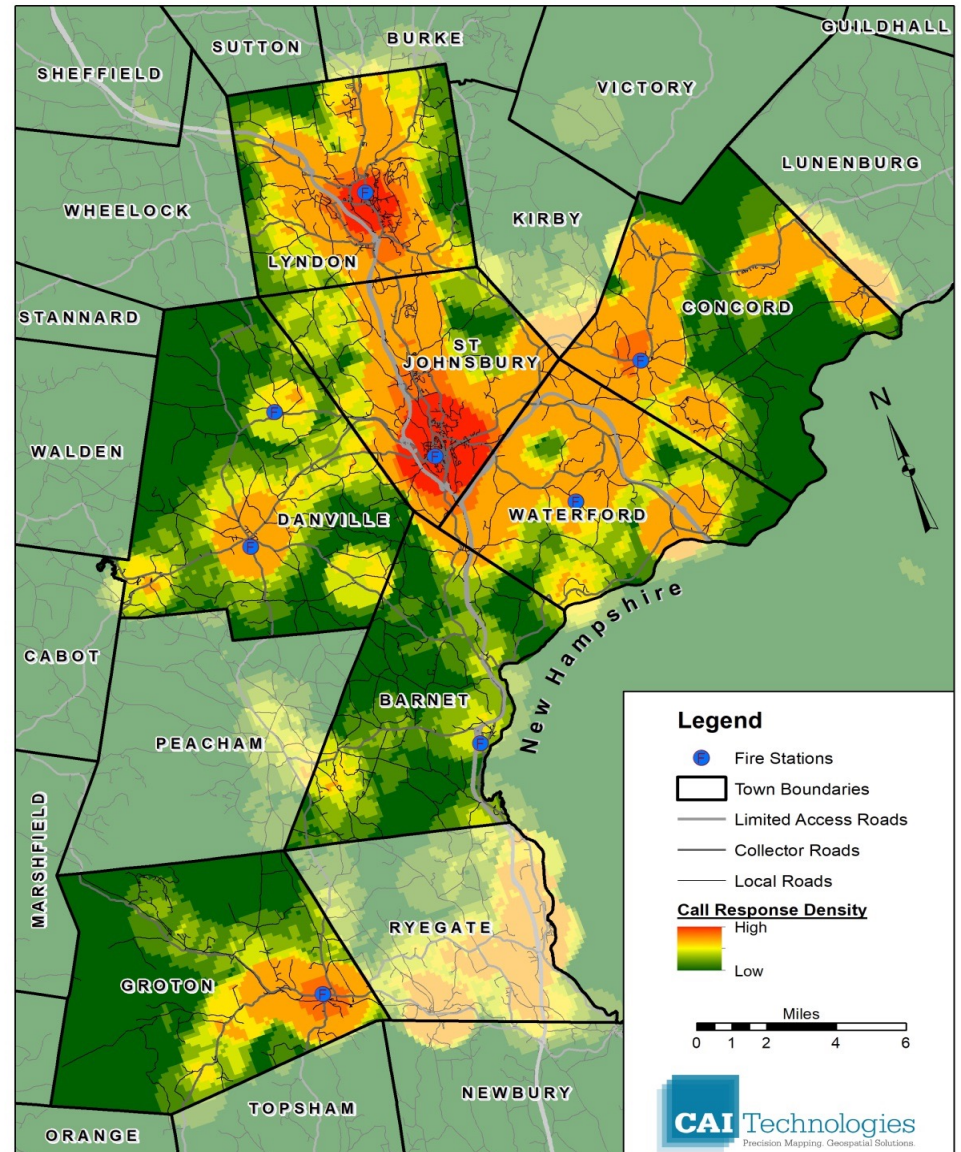 GUILDHALL
BURKE
SUTTON
SHEFFIELD
VICTORY
LUNENBURG
WHEELOCK
KIRBY
LYNDON
CONCORD
STANNARD
ST
JOHNSBURY
WALDEN
WATERFORD
DANVILLE
N
F
F
F
F
F
F
F
F
New Hampshire
CABOT
BARNET
PEACHAM
MARSHFIELD
RYEGATE
GROTON
NEWBURY
TOPSHAM
ORANGE
Legend
F Fire Stations
Town Boundaries
Limited Access Roads
Collector Roads
Local Roads
Call Response Density
High
Low
Miles
0 1 2 4 6
CAI Technologies
Precision Mapping. Geospatial Solutions.